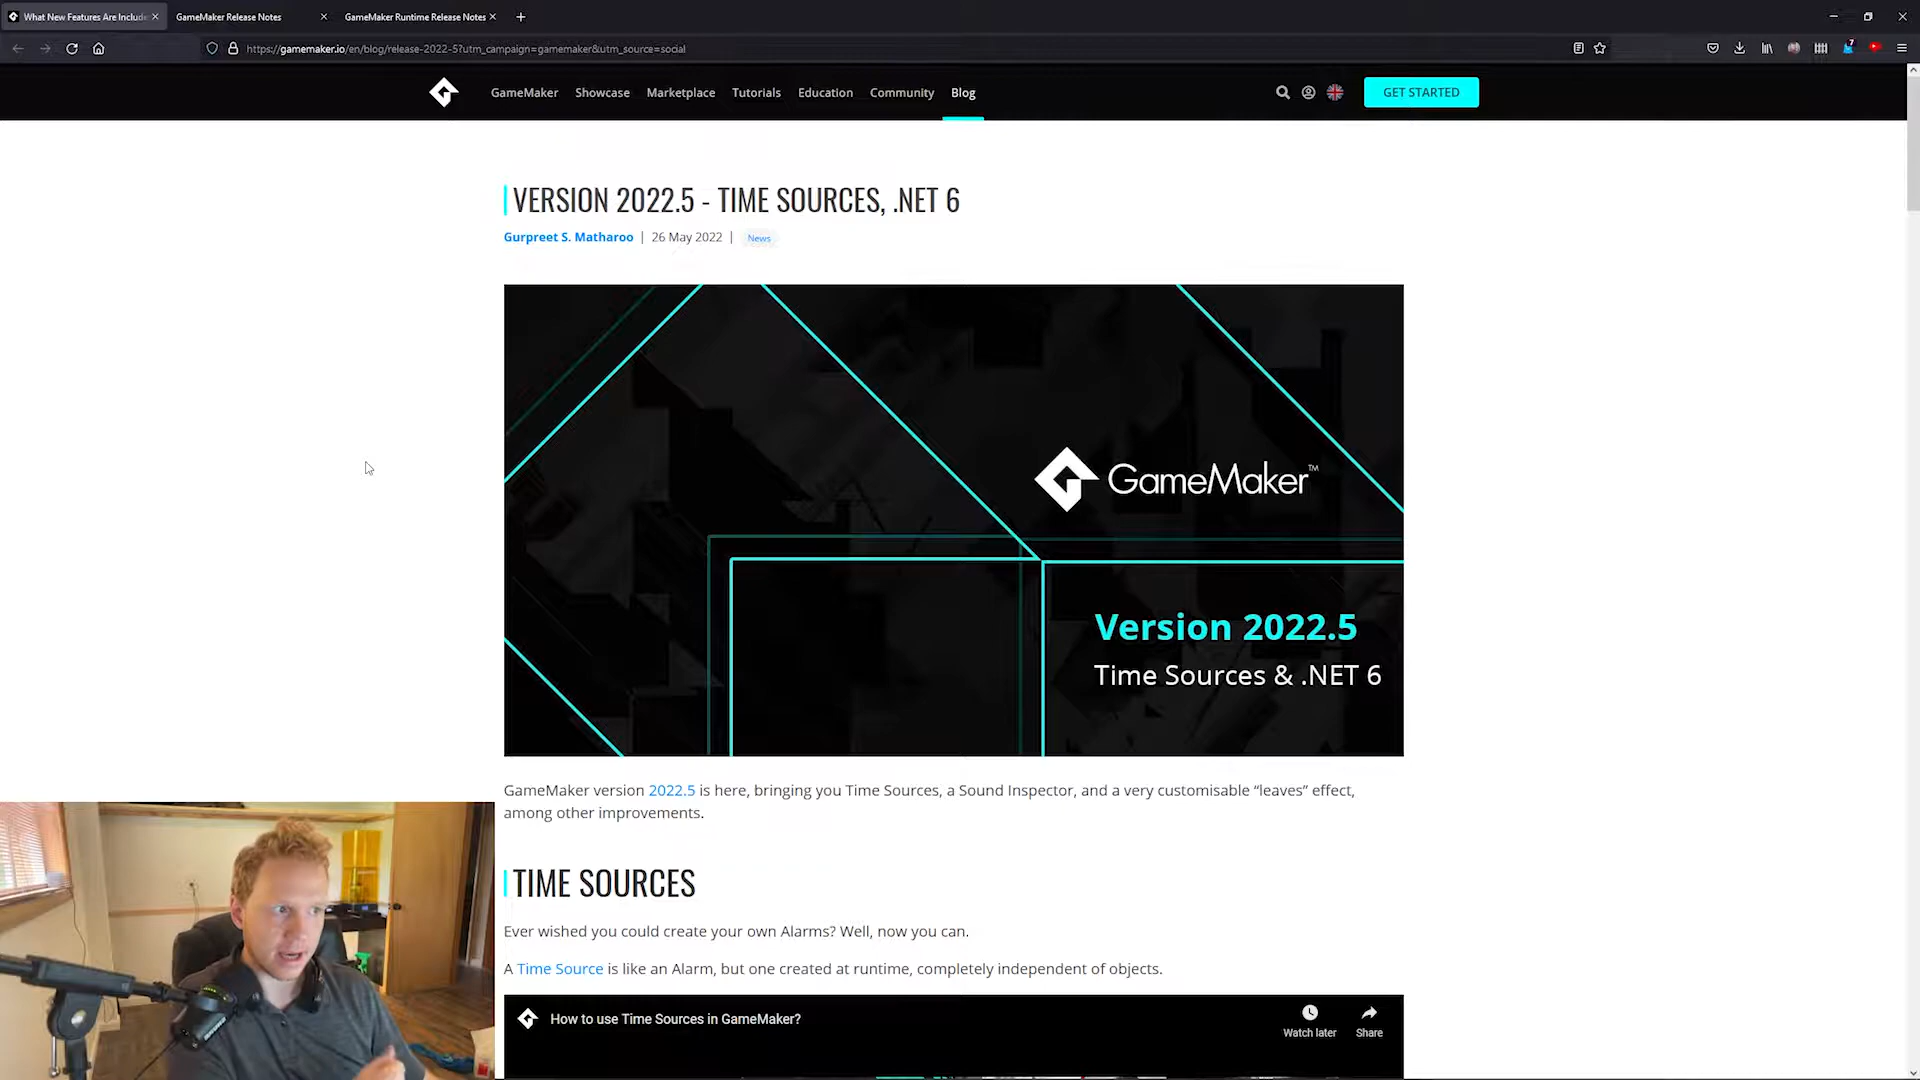 What New Features Are Include
GameMaker Release Notes
GameMaker Runtime Release Notes
https://gamemaker.io/en/blog/release-2022-5?utm_campaign=gamemaker&utm_source=social
7
GameMaker
Showcase
Marketplace
Tutorials
Education
Community
Blog
GET STARTED
VERSION 2022.5 - TIME SOURCES, .NET 6
Gurpreet S. Matharoo | 26 May 2022 | News
GameMaker™
Version 2022.5
Time Sources & .NET 6
GameMaker version 2022.5 is here, bringing you Time Sources, a Sound Inspector, and a very customisable “leaves” effect,
among other improvements.
TIME SOURCES
Ever wished you could create your own Alarms? Well, now you can.
A Time Source is like an Alarm, but one created at runtime, completely independent of objects.
How to use Time Sources in GameMaker?
Watch later
Share